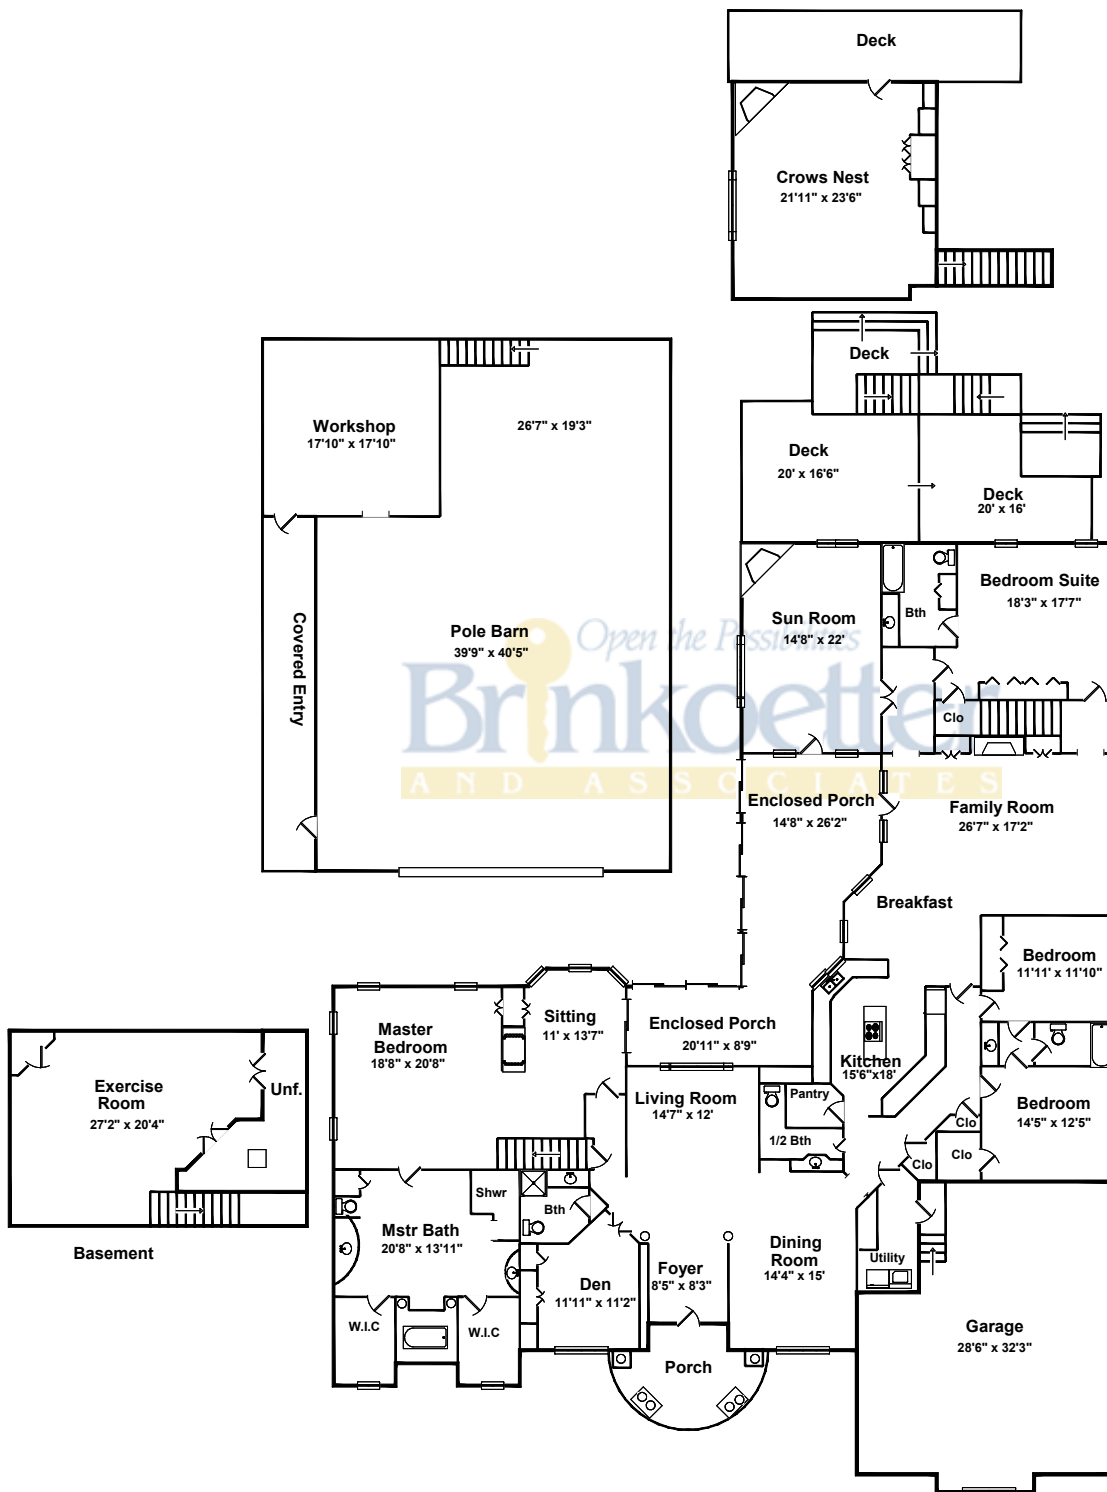 Deck
Crows Nest
21'11" x 23'6"
Deck
Workshop
17'10" x 17'10"
26'7" x 19'3"
Deck
20' x 16'6"
Deck
20' x 16'
Bedroom Suite
18'3" x 17'7"
Bth
Sun Room
14'8" x 22'
Covered Entry
Pole Barn
39'9" x 40'5"
Open the Possibilities
Brinkoetter
AND ASSOCIATES
Clo
Enclosed Porch
14'8" x 26'2"
Family Room
26'7" x 17'2"
Breakfast
Bedroom
11'11' x 11'10"
Sitting
11' x 13'7"
Master
Bedroom
18'8" x 20'8"
Enclosed Porch
20'11" x 8'9"
Kitchen
15'6"x18'
Exercise
Room
27'2" x 20'4"
Unf.
Living Room
14'7" x 12'
Pantry
1/2 Bth
Bedroom
14'5" x 12'5"
Clo
Clo
Clo
Shwr
Bth
Mstr Bath
20'8" x 13'11"
Basement
Dining
Room
14'4" x 15'
Utility
Foyer
8'5" x 8'3"
Den
11'11" x 11'2"
W.I.C
W.I.C
Garage
28'6" x 32'3"
Porch